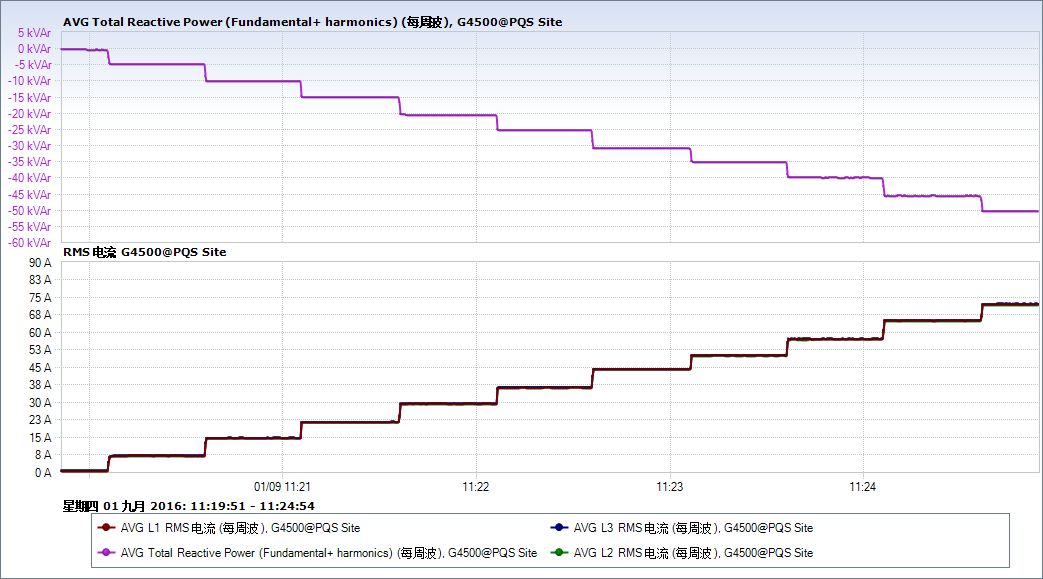 AVG Total Reactive Power (Fundamental+ harmonics) (每周波), G4500@PQS Site
5 kVAr
0 kVAr
-5 kVAr
-10 kVAr
-15 kVAr
-20 kVAr
-25 kVAr
-30 kVAr
-35 kVAr
-40 kVAr
-45 kVAr
-50 kVAr
-55 kVAr
-60 kVAr
RMS电流 G4500@PQS Site
90 A
83 A
75 A
68 A
60 A
53 A
45 A
38 A
30 A
23 A
15 A
8 A
0 A
01/09 11:21 11:22 11:23 11:24
星期四 01 九月 2016: 11:19:51 - 11:24:54
AVG L1 RMS电流 (每周波), G4500@PQS Site AVG L3 RMS电流 (每周波), G4500@PQS Site
AVG Total Reactive Power (Fundamental+ harmonics) (每周波), G4500@PQS Site AVG L2 RMS电流 (每周波), G4500@PQS Site